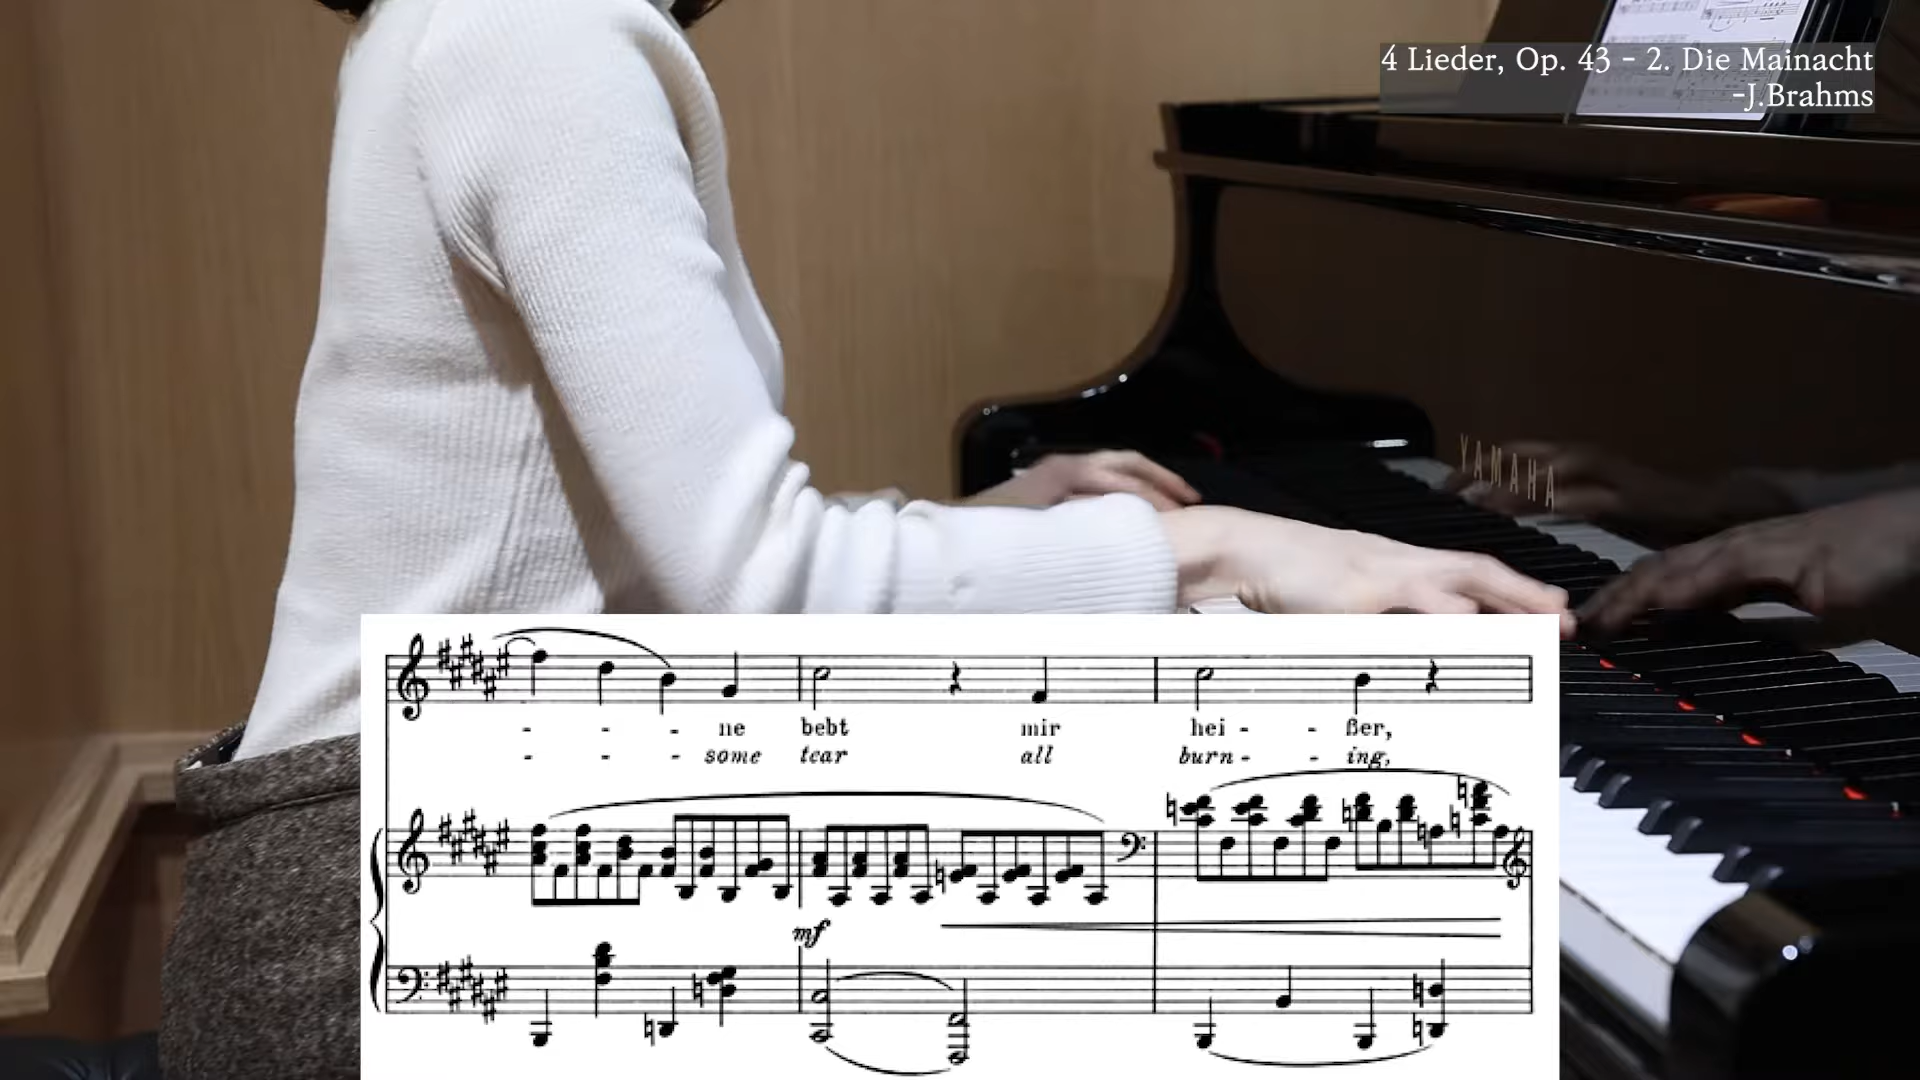 4 Lieder, Op. 43 - 2. Die Mainacht
-J.Brahms
YAMAHA
- - - ne bebt mir hei - - ßer,
- - - some tear all burn - - ing,
mf